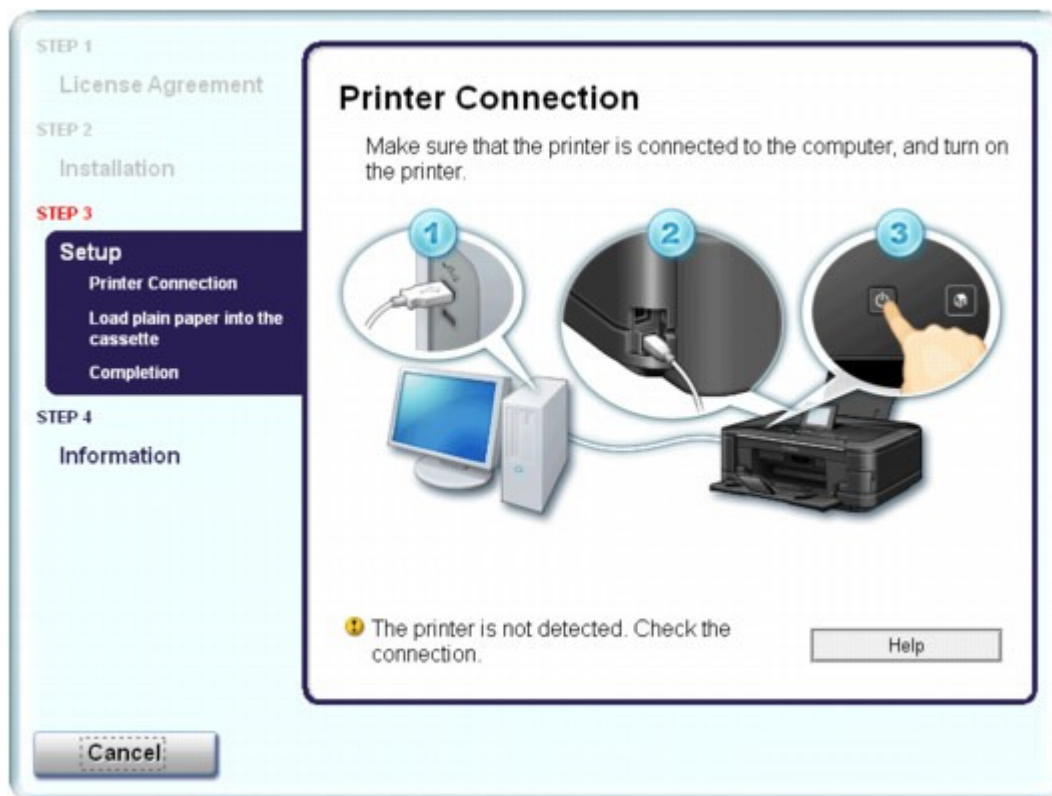 STEP 1
License Agreement
STEP 2
Installation
STEP 3
Setup
Printer Connection
Load plain paper into the
cassette
Completion
STEP 4
Information
Printer Connection
Make sure that the printer is connected to the computer, and turn on
the printer.
1
2
3
The printer is not detected. Check the
connection.
Help
Cancel